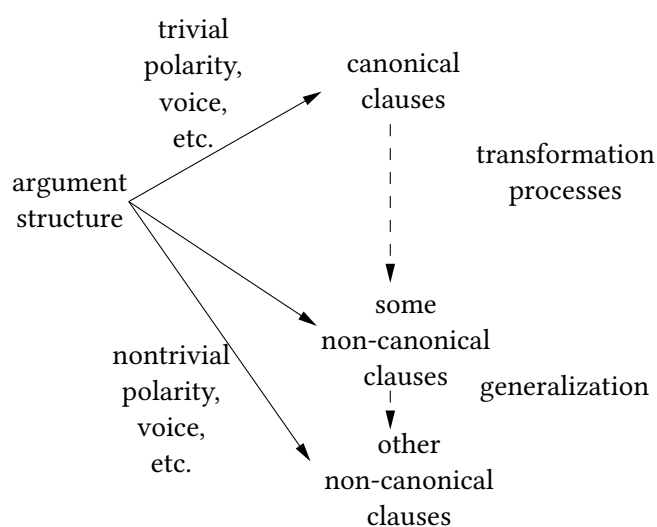 trivial
polarity,
voice,
etc.
canonical
clauses
transformation
processes
argument
structure
some
non-canonical
clauses
nontrivial
polarity,
voice,
etc.
generalization
other
non-canonical
clauses